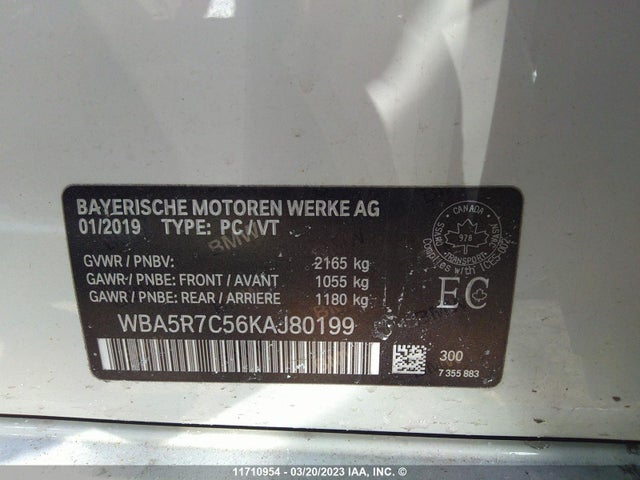 BAYERISCHE MOTOREN WERKE AG
01/2019 TYPE: PC/VT
GVWR / PNBV: 2165 kg
GAWR / PNBE: FRONT / AVANT 1055 kg
GAWR / PNBE: REAR / ARRIERE 1180 kg
WBA5R7C56KAJ80199
CANADA
978
TRANSPORT
EC
300
7 355 883
11710954 - 03/20/2023 IAA, INC. ©